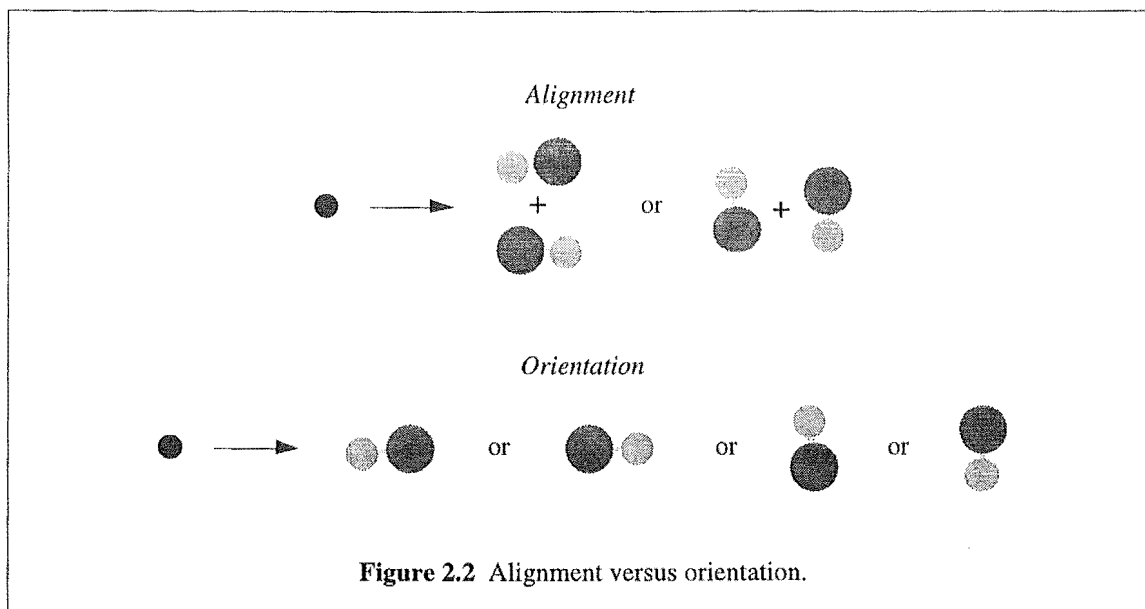 Alignment
+ or +
Orientation
or or or
Figure 2.2 Alignment versus orientation.